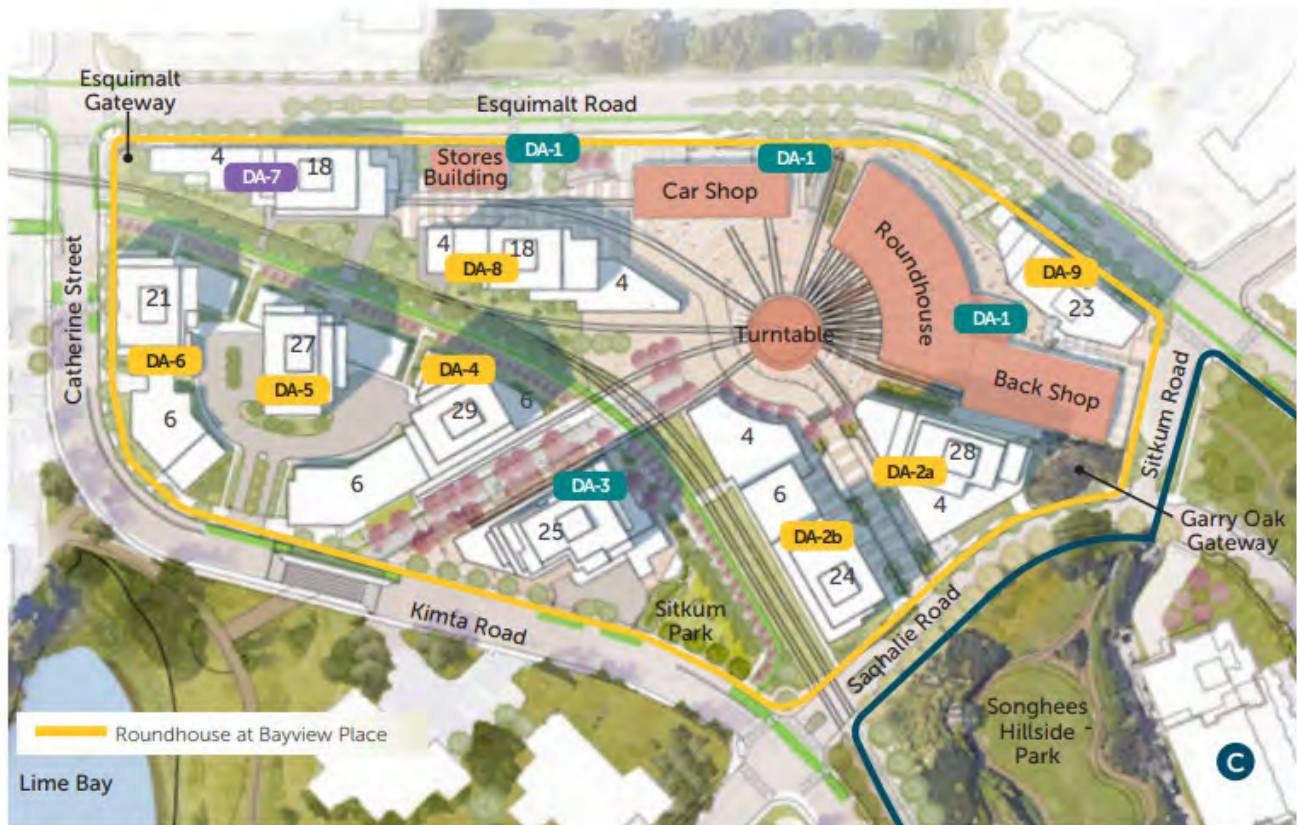 Esquimalt
Gateway
Esquimalt Road
4
DA-7
18
Stores
Building
DA-1
DA-1
Car Shop
Roundhouse
DA-9
23
4
18
DA-8
4
Catherine Street
21
DA-6
6
27
DA-5
DA-4
29
6
6
Turntable
DA-1
Back Shop
Sitkum Road
DA-3
25
4
6
DA-2b
24
28
DA-2a
4
Garry Oak
Gateway
Kimta Road
Sitkum
Park
Saghalie Road
Songhees
Hillside
Park
C
Roundhouse at Bayview Place
Lime Bay